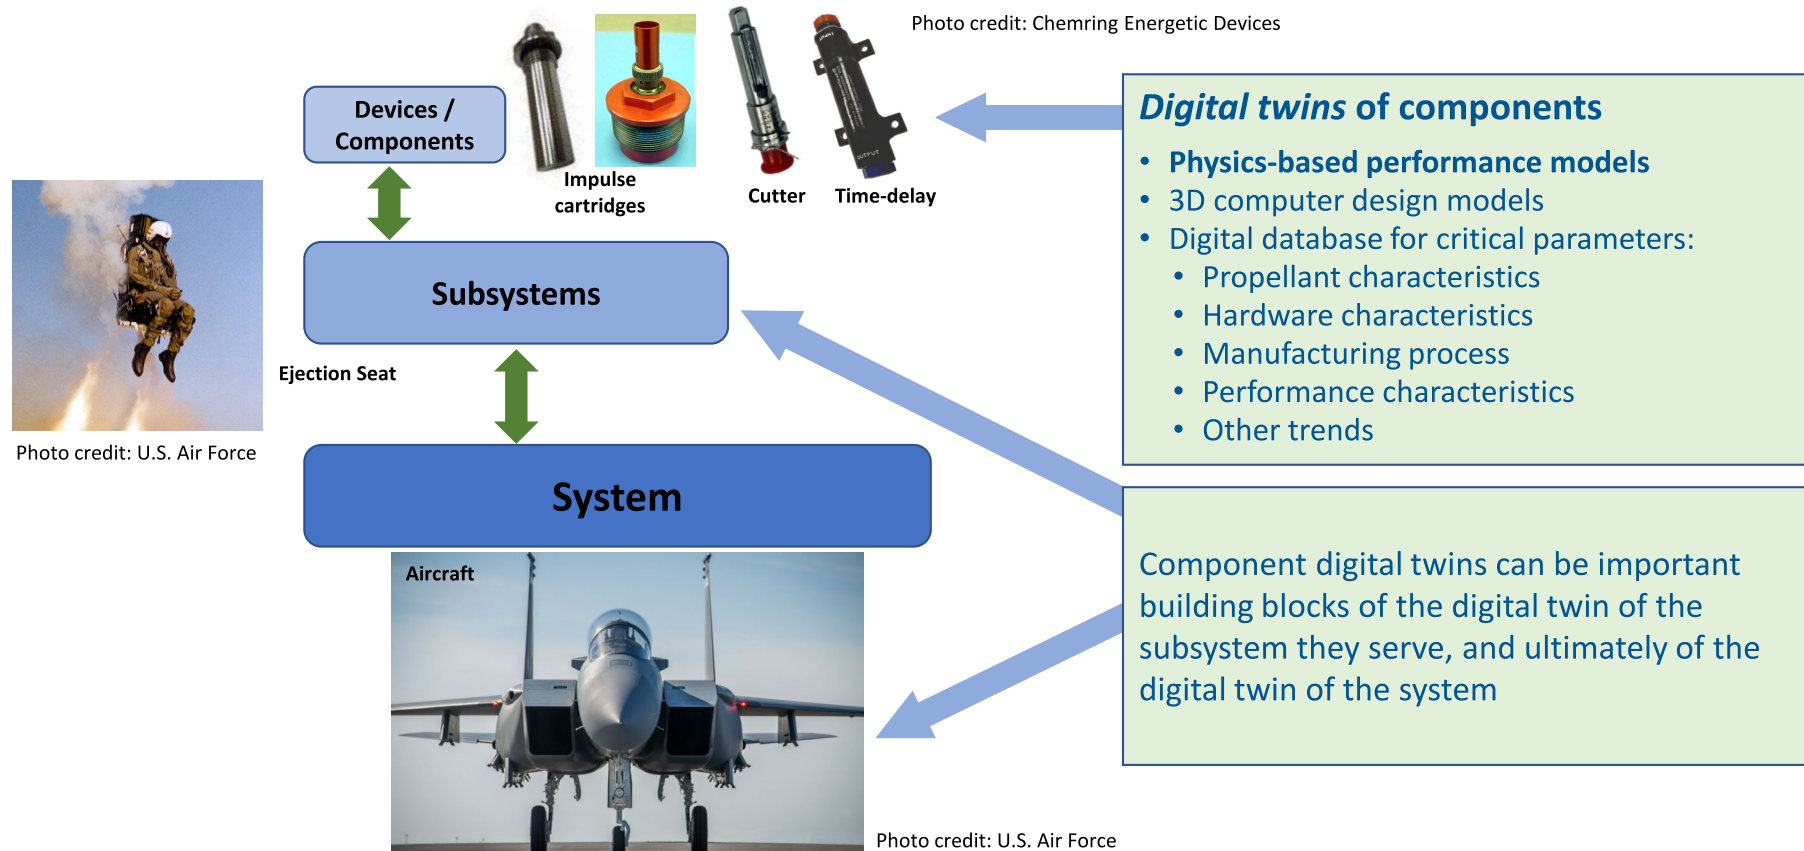 Photo credit: Chemring Energetic Devices
Devices /
Components
Impulse
cartridges
Cutter
Time-delay
OUTPUT
Subsystems
Ejection Seat
Photo credit: U.S. Air Force
System
Aircraft
Photo credit: U.S. Air Force
Digital twins of components
• Physics-based performance models
• 3D computer design models
• Digital database for critical parameters:
• Propellant characteristics
• Hardware characteristics
• Manufacturing process
• Performance characteristics
• Other trends
Component digital twins can be important
building blocks of the digital twin of the
subsystem they serve, and ultimately of the
digital twin of the system